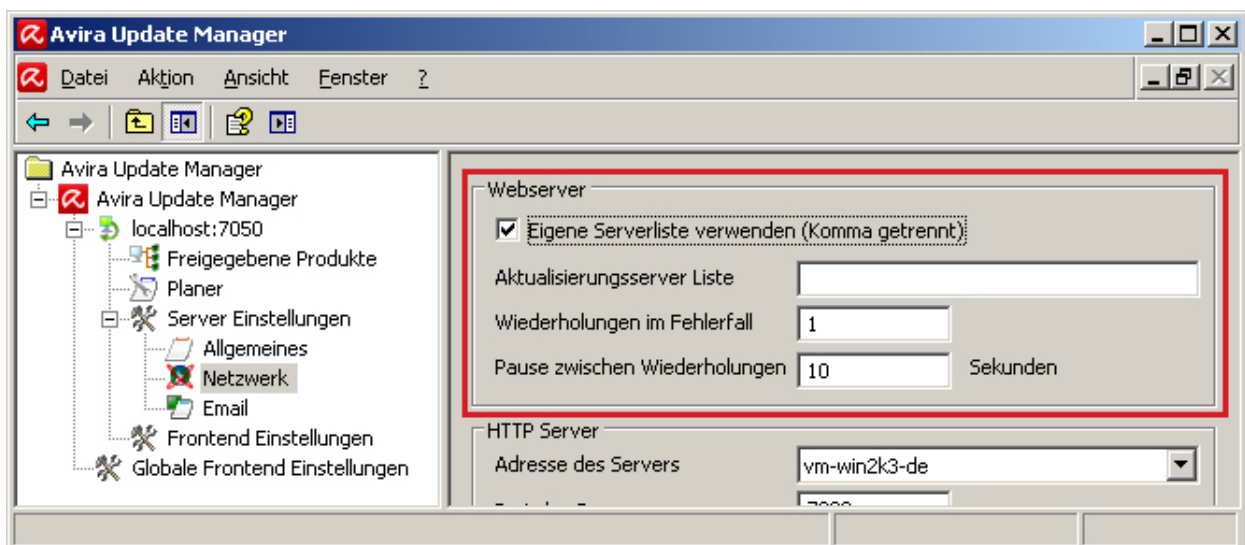 Avira Update Manager
Datei Aktion Ansicht Fenster ?
Avira Update Manager
Avira Update Manager
localhost:7050
Freigegebene Produkte
Planer
Server Einstellungen
Allgemeines
Netzwerk
Email
Frontend Einstellungen
Globale Frontend Einstellungen
Webserver
Eigene Serverliste verwenden (Komma getrennt)
Aktualisierungsserver Liste
Wiederholungen im Fehlerfall 1
Pause zwischen Wiederholungen 10 Sekunden
HTTP Server
Adresse des Servers vm-win2k3-de